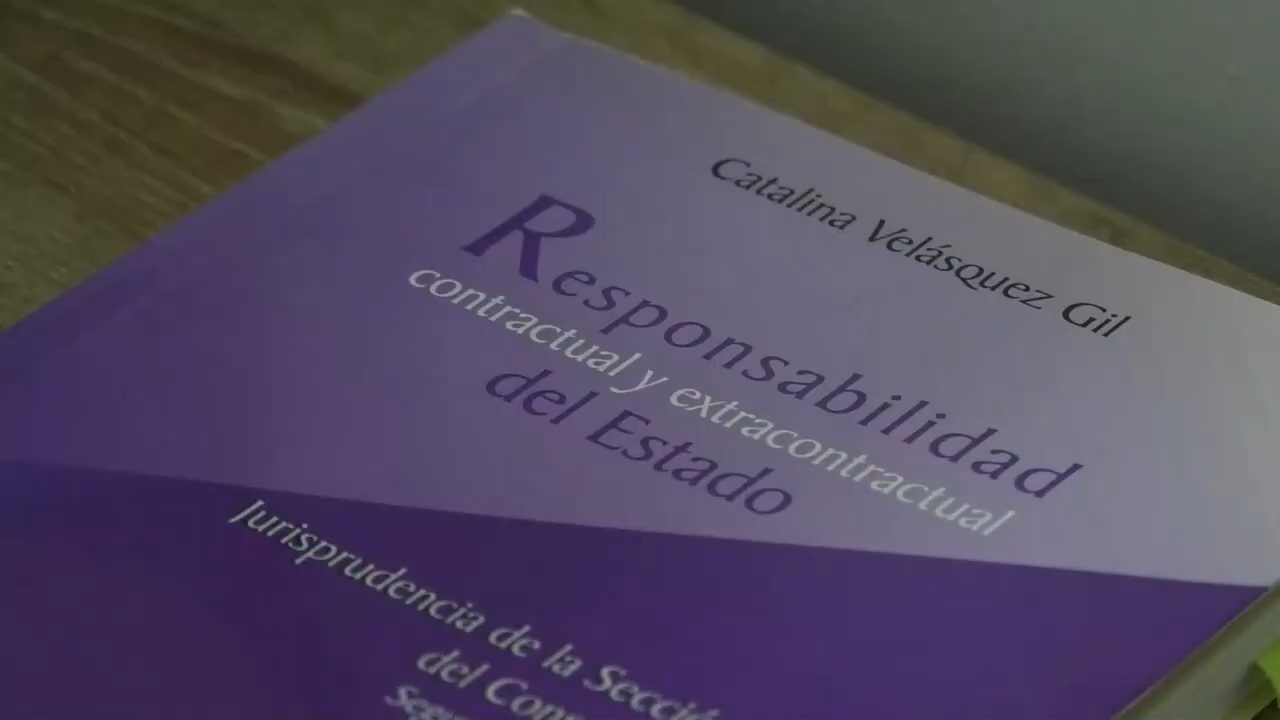 Catalina Velásquez Gil
Responsabilidad
contractual y extracontractual
del Estado
Jurisprudencia de la
del